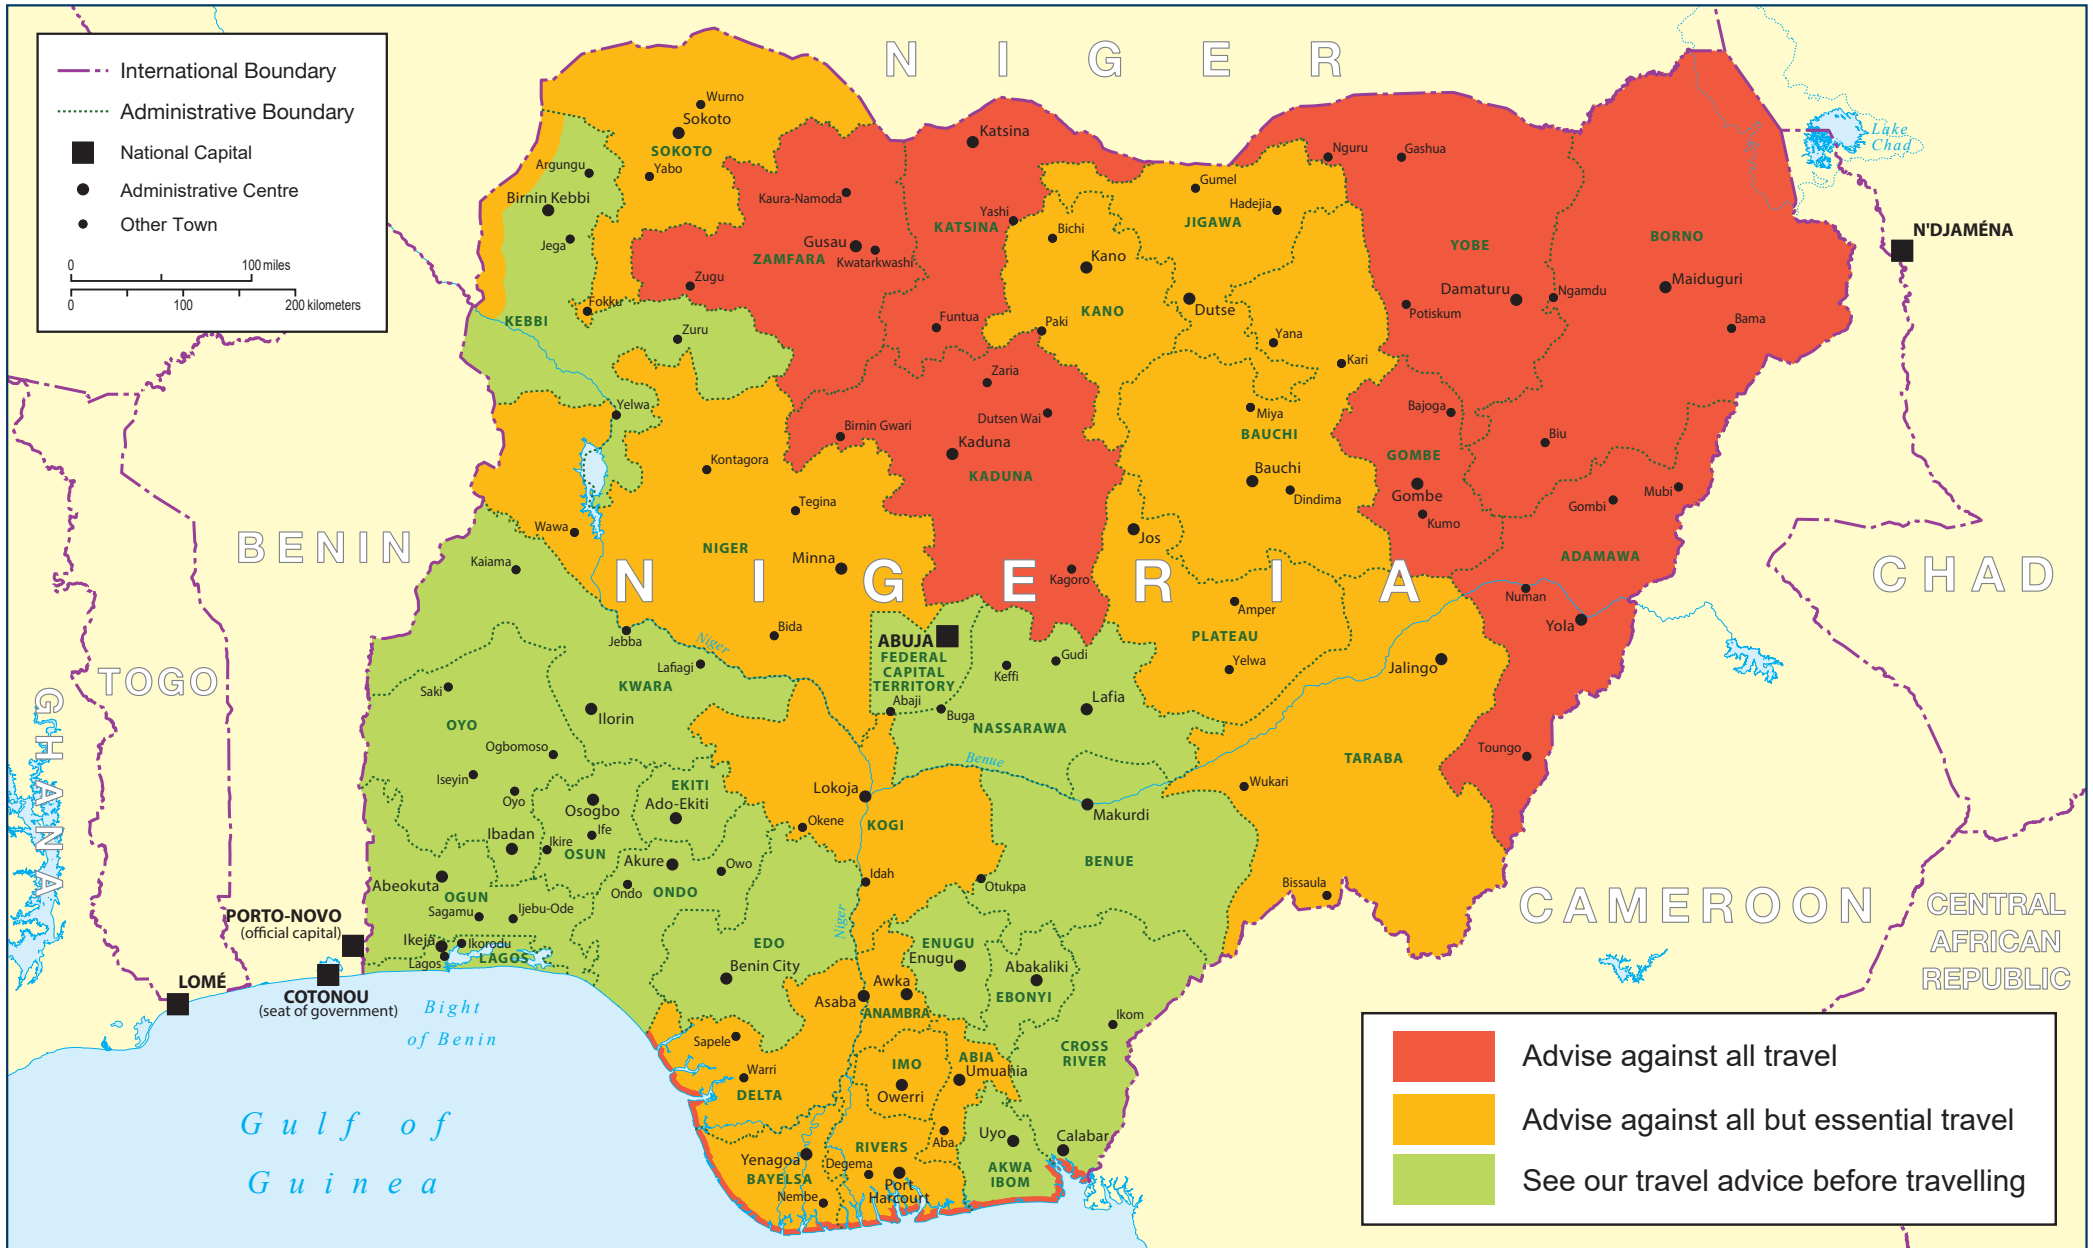 International Boundary
Administrative Boundary
National Capital
Administrative Centre
Other Town
0
100 miles
0
100
200 kilometers
N I G E R
Lake
Chad
N'DJAMÉNA
Wurno
Sokoto
SOKOTO
Yabo
Argungu
Birnin Kebbi
Jega
KEBBI
Fokku
Zuru
Yelwa
Kaura-Namoda
Gusau
Kwatarkwashi
ZAMFARA
Zugu
Katsina
KATSINA
Yashi
Funtua
Bichi
Kano
KANO
Paki
Gumel
Hadejia
JIGAWA
Dutse
Yana
Kari
Nguru
Gashua
YOBE
Damaturu
Potiskum
BORNO
Ngamdu
Maiduguri
Bama
Biu
Zaria
Dutsen Wai
Birnin Gwari
Kaduna
KADUNA
Kagoro
Miya
BAUCHI
Bauchi
Dindima
Bajoga
GOMBE
Gombe
Kumo
Gombi
Mubi
ADAMAWA
Numan
Yola
Toungo
Kontagora
Tegina
Wawa
NIGER
Minna
Bida
Jos
Amper
PLATEAU
Yelwa
N I G E R I A
BENIN
TOGO
GHANA
CHAD
CAMEROON
CENTRAL
AFRICAN
REPUBLIC
Kaiama
Jebba
Niger
Lafiagi
KWARA
Ilorin
Saki
OYO
Ogbomoso
Iseyin
Oyo
Ibadan
ABUJA
FEDERAL
CAPITAL
TERRITORY
Abaji
Buga
Keffi
Gudi
Lafia
NASSARAWA
Benue
Jalingo
TARABA
Wukari
Bissaula
Makurdi
BENUE
Otukpa
Lokoja
KOGI
Okene
Idah
Niger
EKITI
Ado-Ekiti
Osogbo
Ife
Ikire
OSUN
Akure
Owo
Ondo
ONDO
Abeokuta
OGUN
Sagamu
Ijebu-Ode
Ikeja
Ikorodu
Lagos
LAGOS
PORTO-NOVO
(official capital)
COTONOU
(seat of government)
LOMÉ
Bight
of Benin
Gulf of
Guinea
EDO
Benin City
Asaba
Awka
ANAMBRA
ENUGU
Enugu
Abakaliki
EBONYI
Ikom
CROSS
RIVER
Sapele
Warri
DELTA
IMO
Owerri
ABIA
Umuahia
Aba
RIVERS
Degema
Port
Harcourt
Yenagoa
BAYELSA
Nembe
Uyo
AKWA
IBOM
Calabar
Advise against all travel
Advise against all but essential travel
See our travel advice before travelling